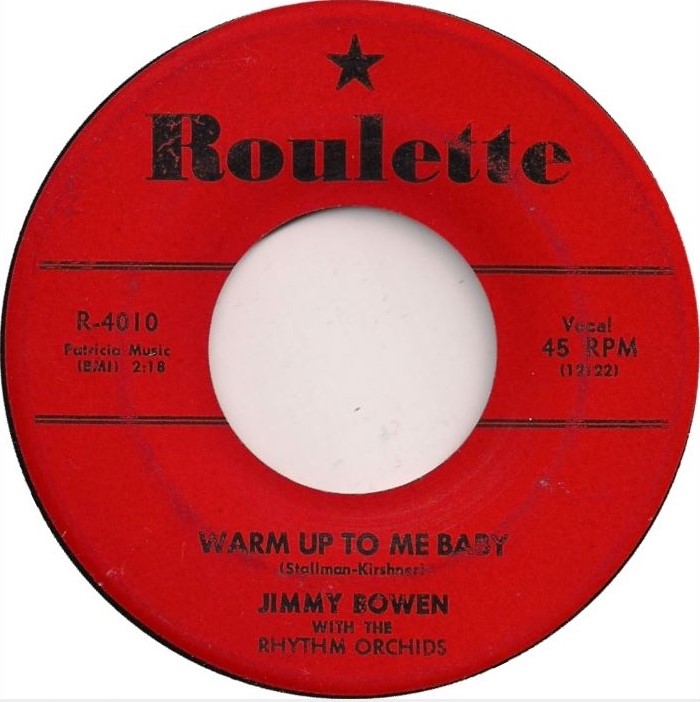 Roulette
R-4010
Patricia Music
(BMI) 2:18
Vocal
45 RPM
(12122)
WARM UP TO ME BABY
(Stallman-Kirshner)
JIMMY BOWEN
WITH THE
RHYTHM ORCHIDS